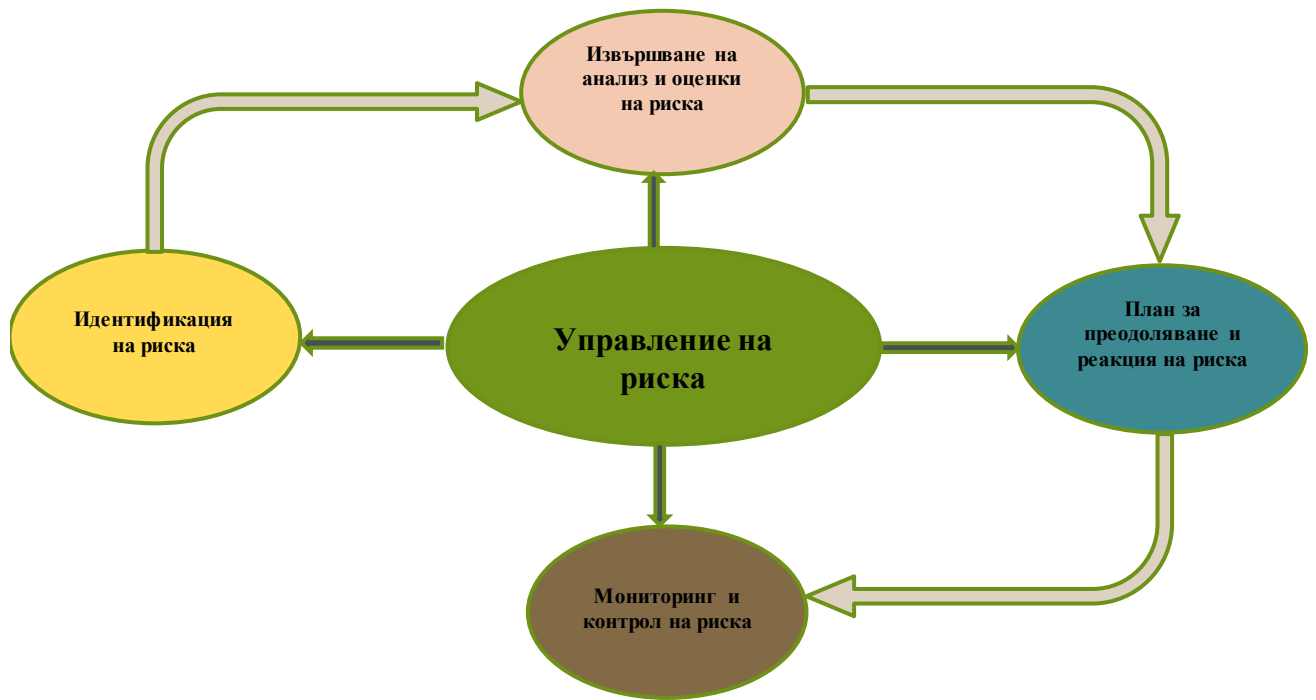 Извършване на
анализ и оценки
на риска
Идентификация
на риска
Управление на
риска
План за
преодоляване и
реакция на риска
Мониторинг и
контрол на риска